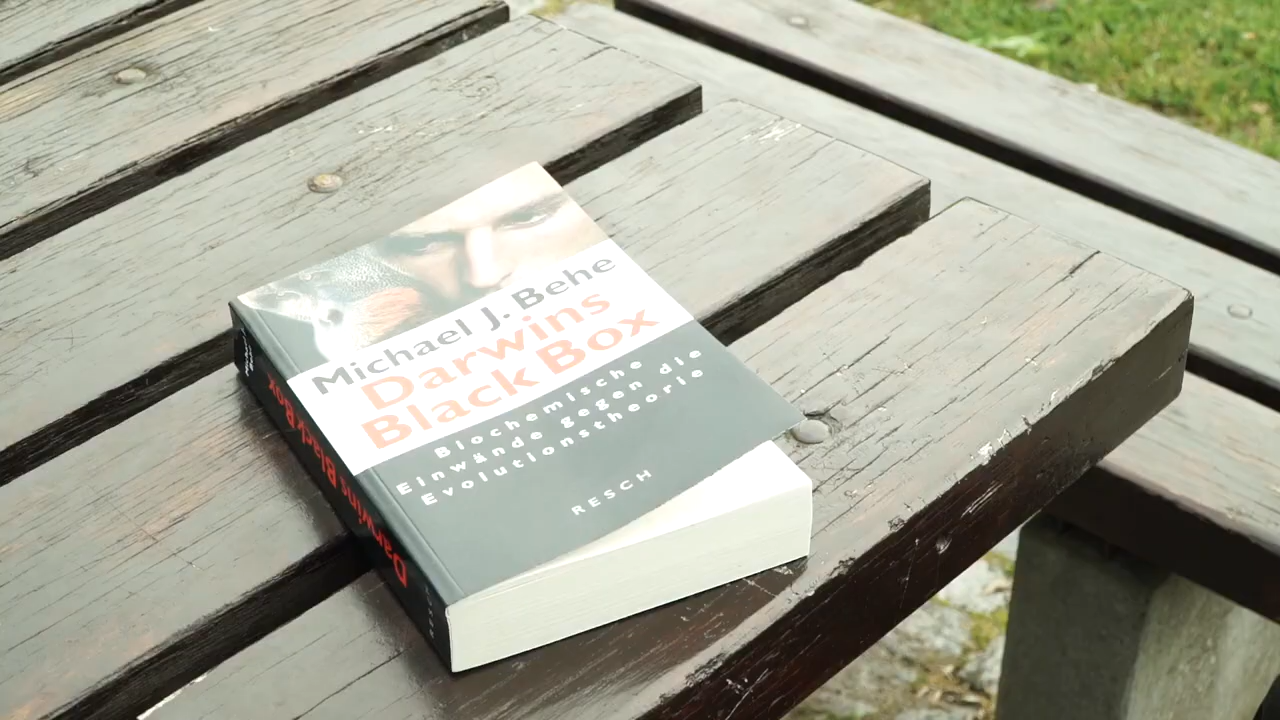 Michael J. Behe
Darwins
Black Box
Biochemische
Einwände gegen die
Evolutionstheorie
RESCH
Darwins Black Box